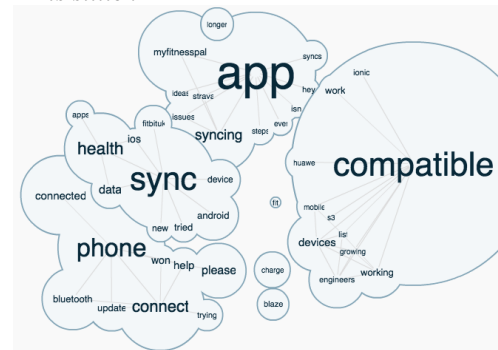 longer
myfitnesspal
syncs
app
ionic
ideas
strava
hey
work
isn
issues
apps
fitbituk
even
syncing
steps
ios
health
huawe
compatible
sync
device
data
connected
fit
mobile
s3
android
new
tried
list
devices
phone
growing
won
help
please
charge
working
engineers
bluetooth
update
connect
blaze
trying